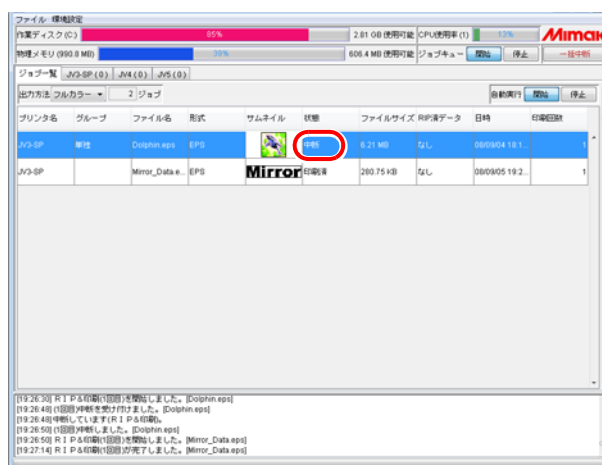 ファイル 環境設定
作業ディスク(C:) 85% 2.81 GB 使用可能 CPU使用率 (1) 13% Mimaki
物理メモリ (990.8 MB) 39% 606.4 MB 使用可能 ジョブキュー 開始 停止 一括中断
ジョブ一覧 JV3-SP ( 0 ) JV4 ( 0 ) JV5 ( 0 )
出力方法 フルカラー 2 ジョブ 自動実行 開始 停止
プリンタ名 グループ ファイル名 形式 サムネイル 状態 ファイルサイズ RIP済データ 日時 印刷回数
JV3-SP 単独 Dolphin.eps EPS 中断 6.21 MB なし 08/09/04 18:1... 1
JV3-SP Mirror_Data.e... EPS Mirror 印刷済 280.75 KB なし 08/09/05 19:2... 1
[19:26:30] ＲＩＰ&印刷(1回目)を開始しました。[Dolphin.eps]
[19:26:48] (1回目)中断を受け付けました。[Dolphin.eps]
[19:26:48] 中断しています(ＲＩＰ&印刷)。
[19:26:50] (1回目)中断しました。[Dolphin.eps]
[19:26:50] ＲＩＰ&印刷(1回目)を開始しました。[Mirror_Data.eps]
[19:27:14] ＲＩＰ&印刷(1回目)が完了しました。[Mirror_Data.eps]